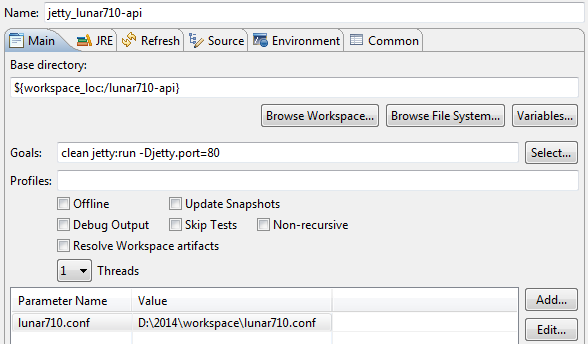 Name: jetty_lunar710-api
Main JRE Refresh Source Environment Common
Base directory:
${workspace_loc:/lunar710-api}
Browse Workspace... Browse File System... Variables...
Goals: clean jetty:run -Djetty.port=80 Select...
Profiles:
Offline Update Snapshots
Debug Output Skip Tests Non-recursive
Resolve Workspace artifacts
1 Threads
Parameter Name Value Add...
lunar710.conf D:\2014\workspace\lunar710.conf
Edit...